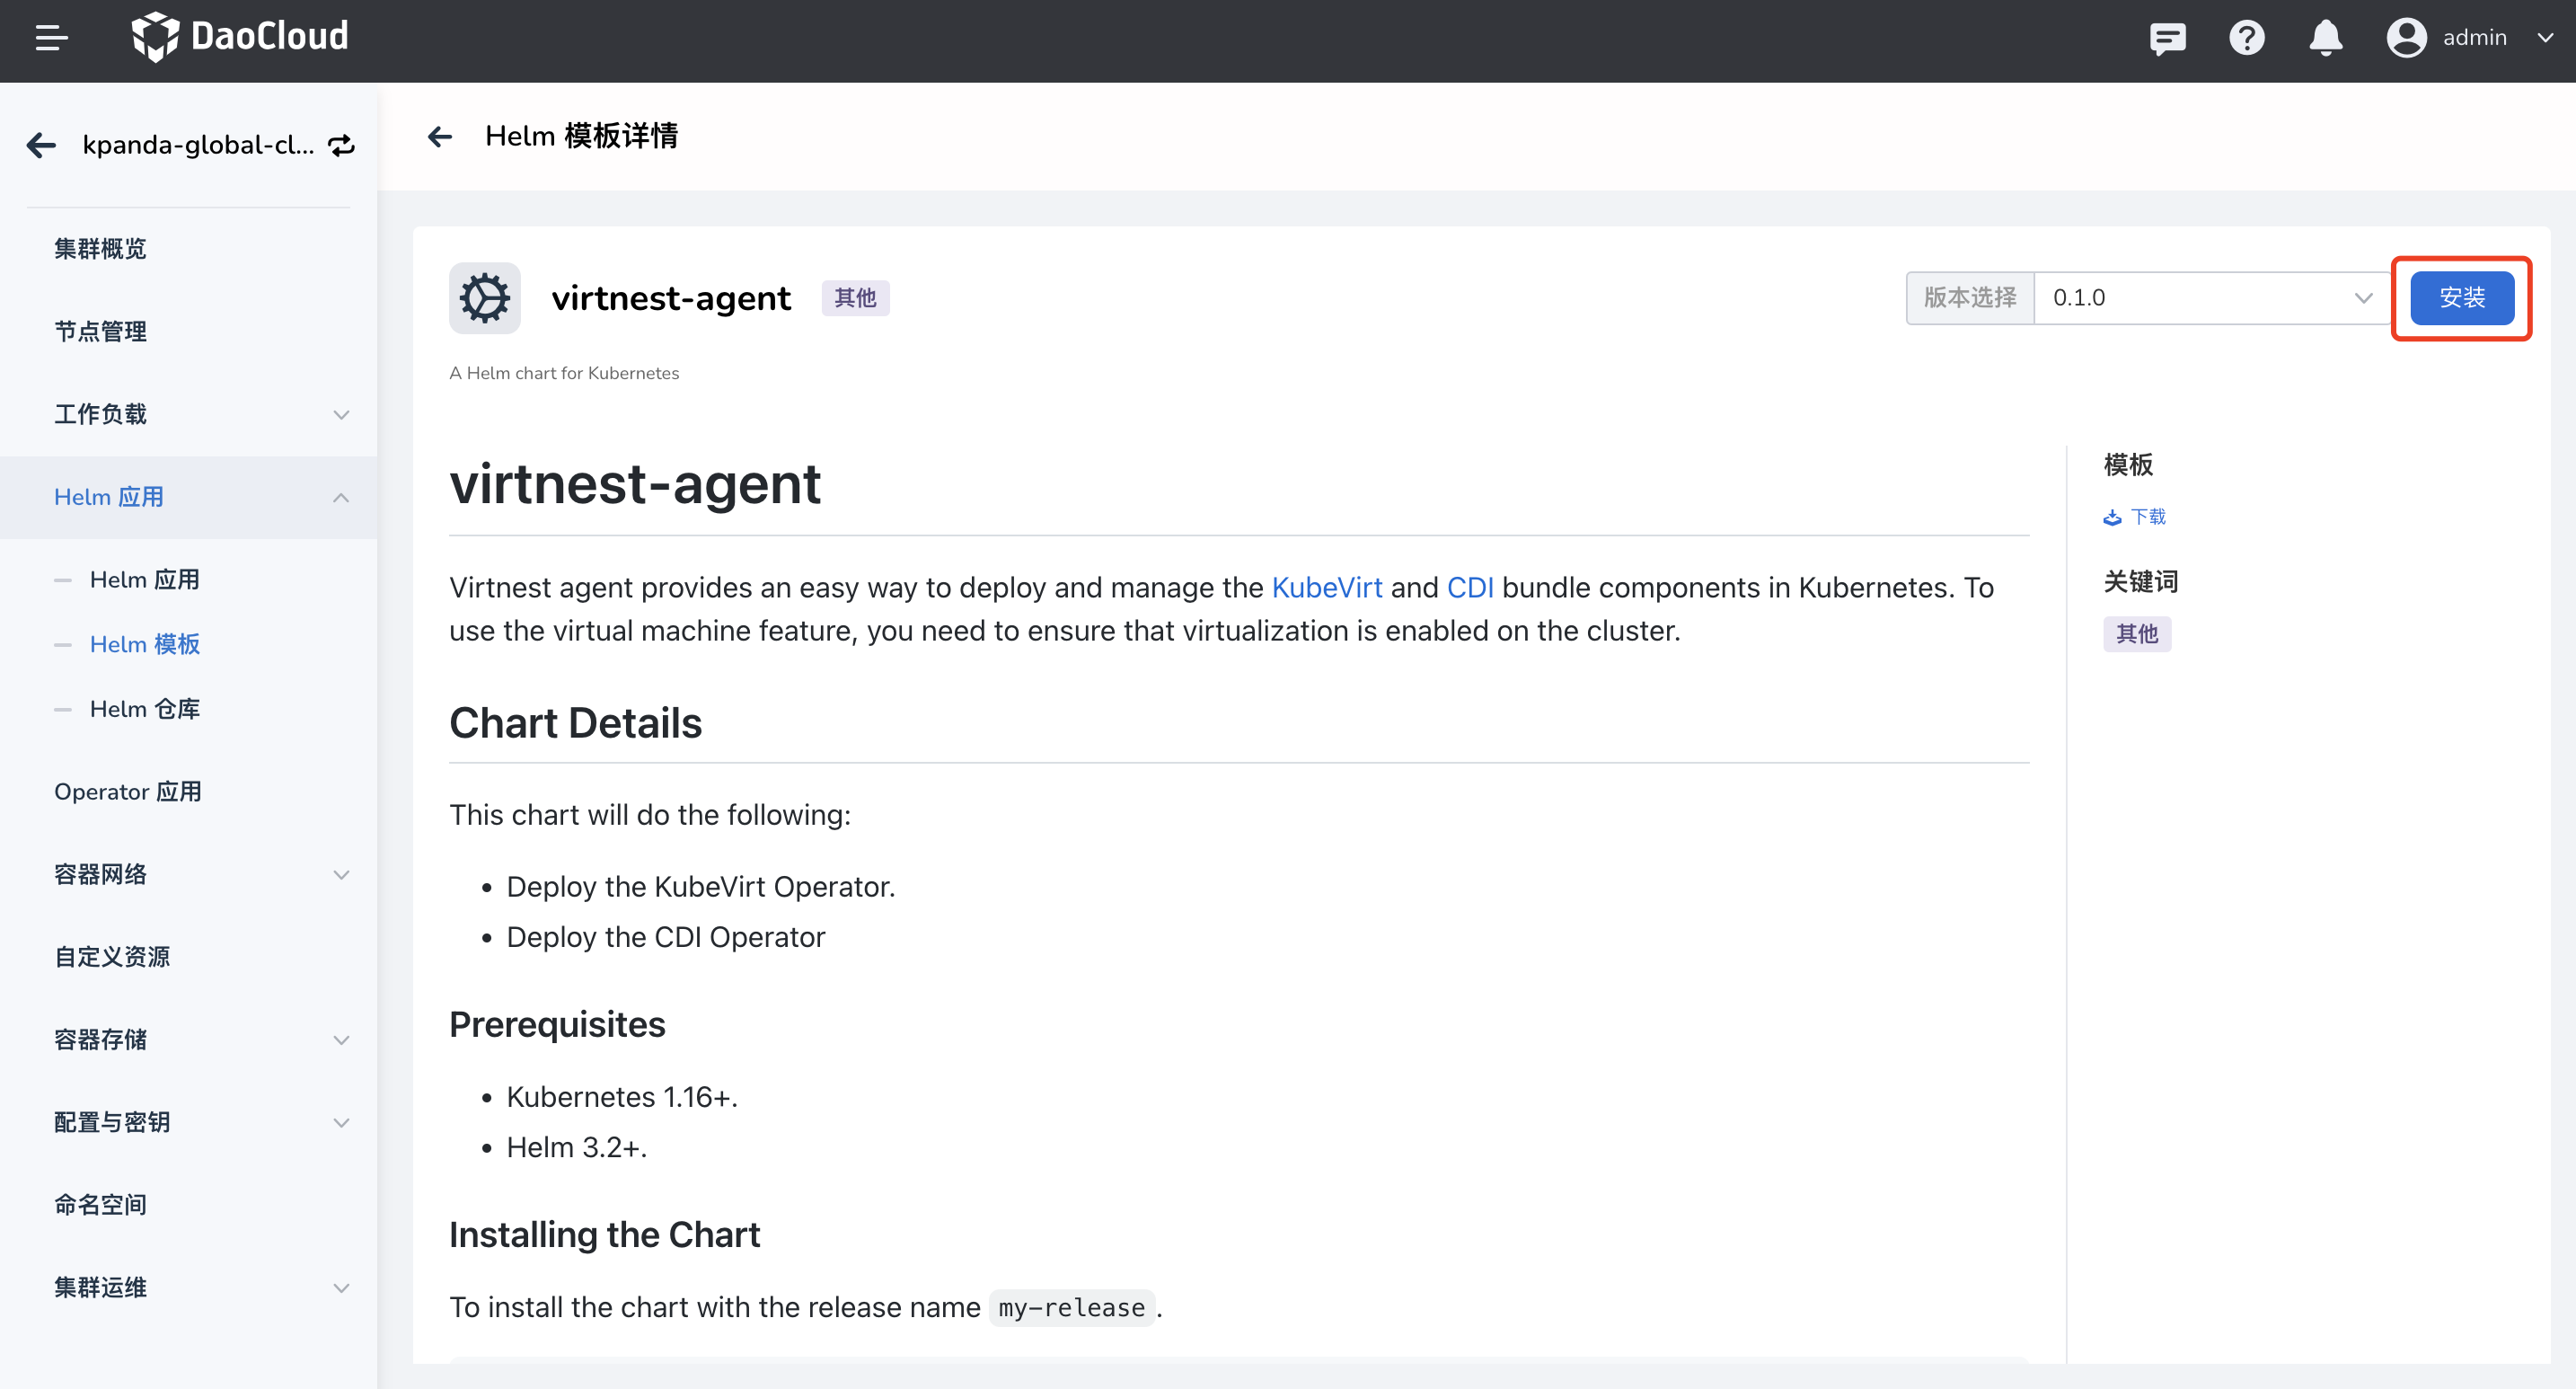 DaoCloud
admin
kpanda-global-cl...
集群概览
节点管理
工作负载
Helm 应用
Helm 应用
Helm 模板
Helm 仓库
Operator 应用
容器网络
自定义资源
容器存储
配置与密钥
命名空间
集群运维
Helm 模板详情
virtnest-agent 其他
版本选择 0.1.0 安装
A Helm chart for Kubernetes
virtnest-agent
Virtnest agent provides an easy way to deploy and manage the KubeVirt and CDI bundle components in Kubernetes. To
use the virtual machine feature, you need to ensure that virtualization is enabled on the cluster.
Chart Details
This chart will do the following:
• Deploy the KubeVirt Operator.
• Deploy the CDI Operator
Prerequisites
• Kubernetes 1.16+.
• Helm 3.2+.
Installing the Chart
To install the chart with the release name my-release.
模板
下载
关键词
其他